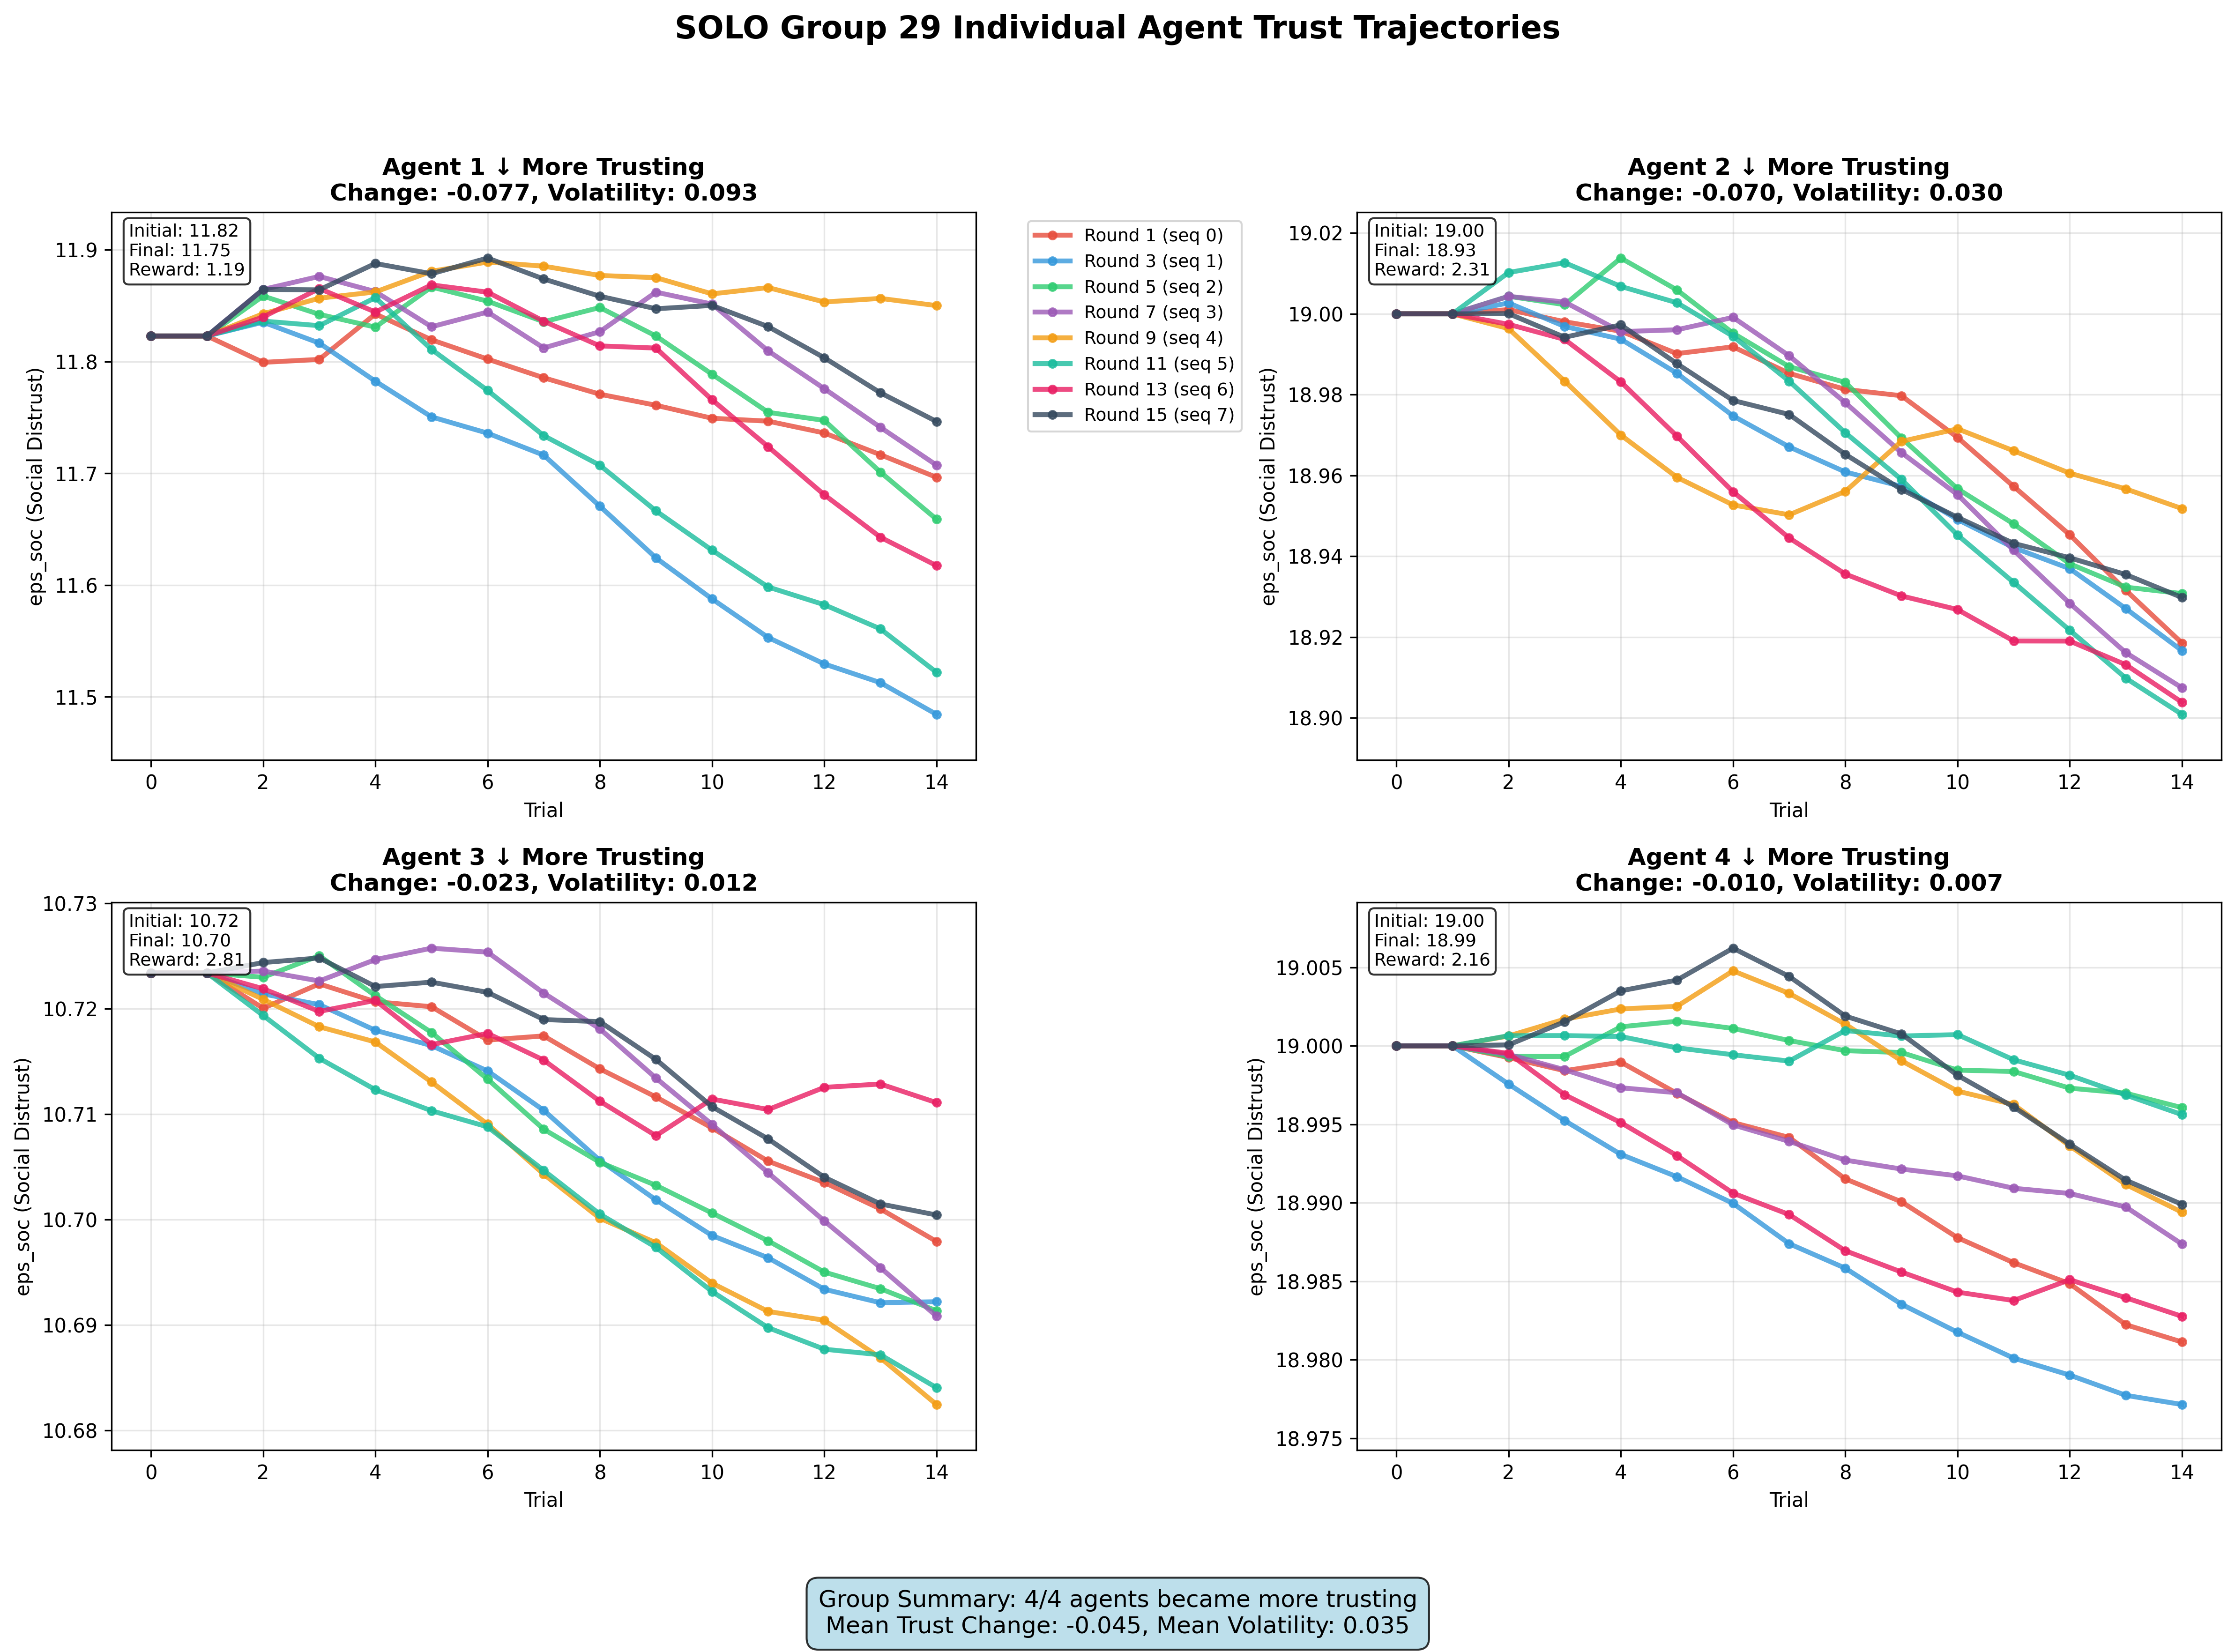 SOLO Group 29 Individual Agent Trust Trajectories
Agent 1 ↓ More Trusting
Change: -0.077, Volatility: 0.093
Initial: 11.82
Final: 11.75
Reward: 1.19
eps_soc (Social Distrust)
11.9
11.8
11.7
11.6
11.5
0 2 4 6 8 10 12 14
Trial
Round 1 (seq 0)
Round 3 (seq 1)
Round 5 (seq 2)
Round 7 (seq 3)
Round 9 (seq 4)
Round 11 (seq 5)
Round 13 (seq 6)
Round 15 (seq 7)
Agent 2 ↓ More Trusting
Change: -0.070, Volatility: 0.030
Initial: 19.00
Final: 18.93
Reward: 2.31
eps_soc (Social Distrust)
19.02
19.00
18.98
18.96
18.94
18.92
18.90
0 2 4 6 8 10 12 14
Trial
Agent 3 ↓ More Trusting
Change: -0.023, Volatility: 0.012
Initial: 10.72
Final: 10.70
Reward: 2.81
eps_soc (Social Distrust)
10.73
10.72
10.71
10.70
10.69
10.68
0 2 4 6 8 10 12 14
Trial
Agent 4 ↓ More Trusting
Change: -0.010, Volatility: 0.007
Initial: 19.00
Final: 18.99
Reward: 2.16
eps_soc (Social Distrust)
19.005
19.000
18.995
18.990
18.985
18.980
18.975
0 2 4 6 8 10 12 14
Trial
Group Summary: 4/4 agents became more trusting
Mean Trust Change: -0.045, Mean Volatility: 0.035